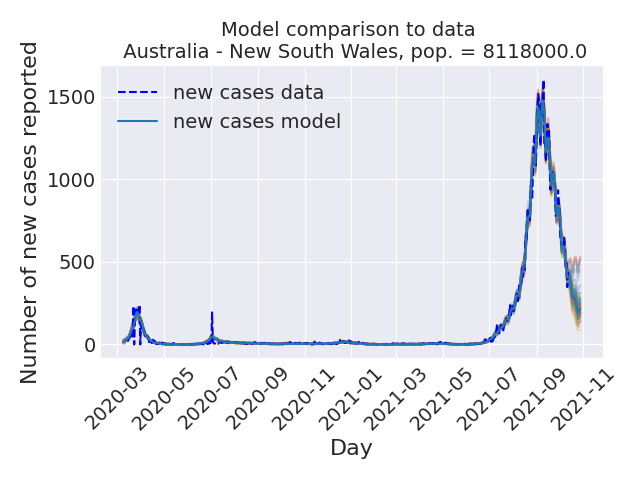 Model comparison to data
Australia - New South Wales, pop. = 8118000.0
Number of new cases reported
1500
1000
500
0
new cases data
new cases model
2020-03
2020-05
2020-07
2020-09
2020-11
2021-01
2021-03
2021-05
2021-07
2021-09
2021-11
Day